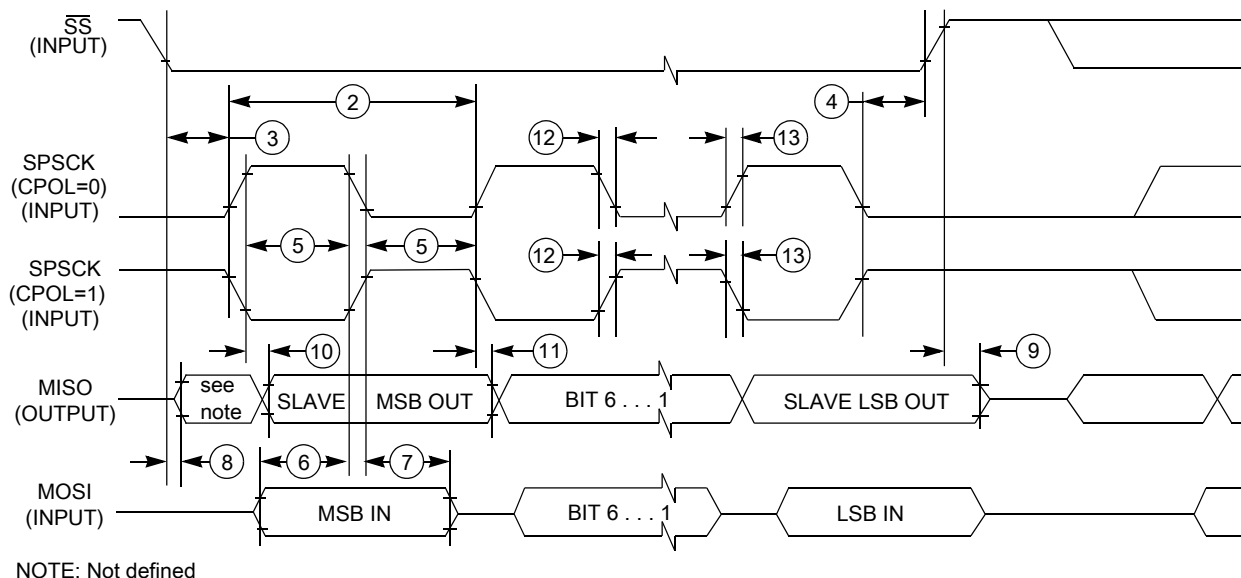 SS
(INPUT)
2
4
3
12
13
SPSCK
(CPOL=0)
(INPUT)
5
5
SPSCK
(CPOL=1)
(INPUT)
12
13
10
11
9
MISO
(OUTPUT)
see
note
SLAVE
MSB OUT
BIT 6 . . . 1
SLAVE LSB OUT
8
6
7
MOSI
(INPUT)
MSB IN
BIT 6 . . . 1
LSB IN
NOTE: Not defined